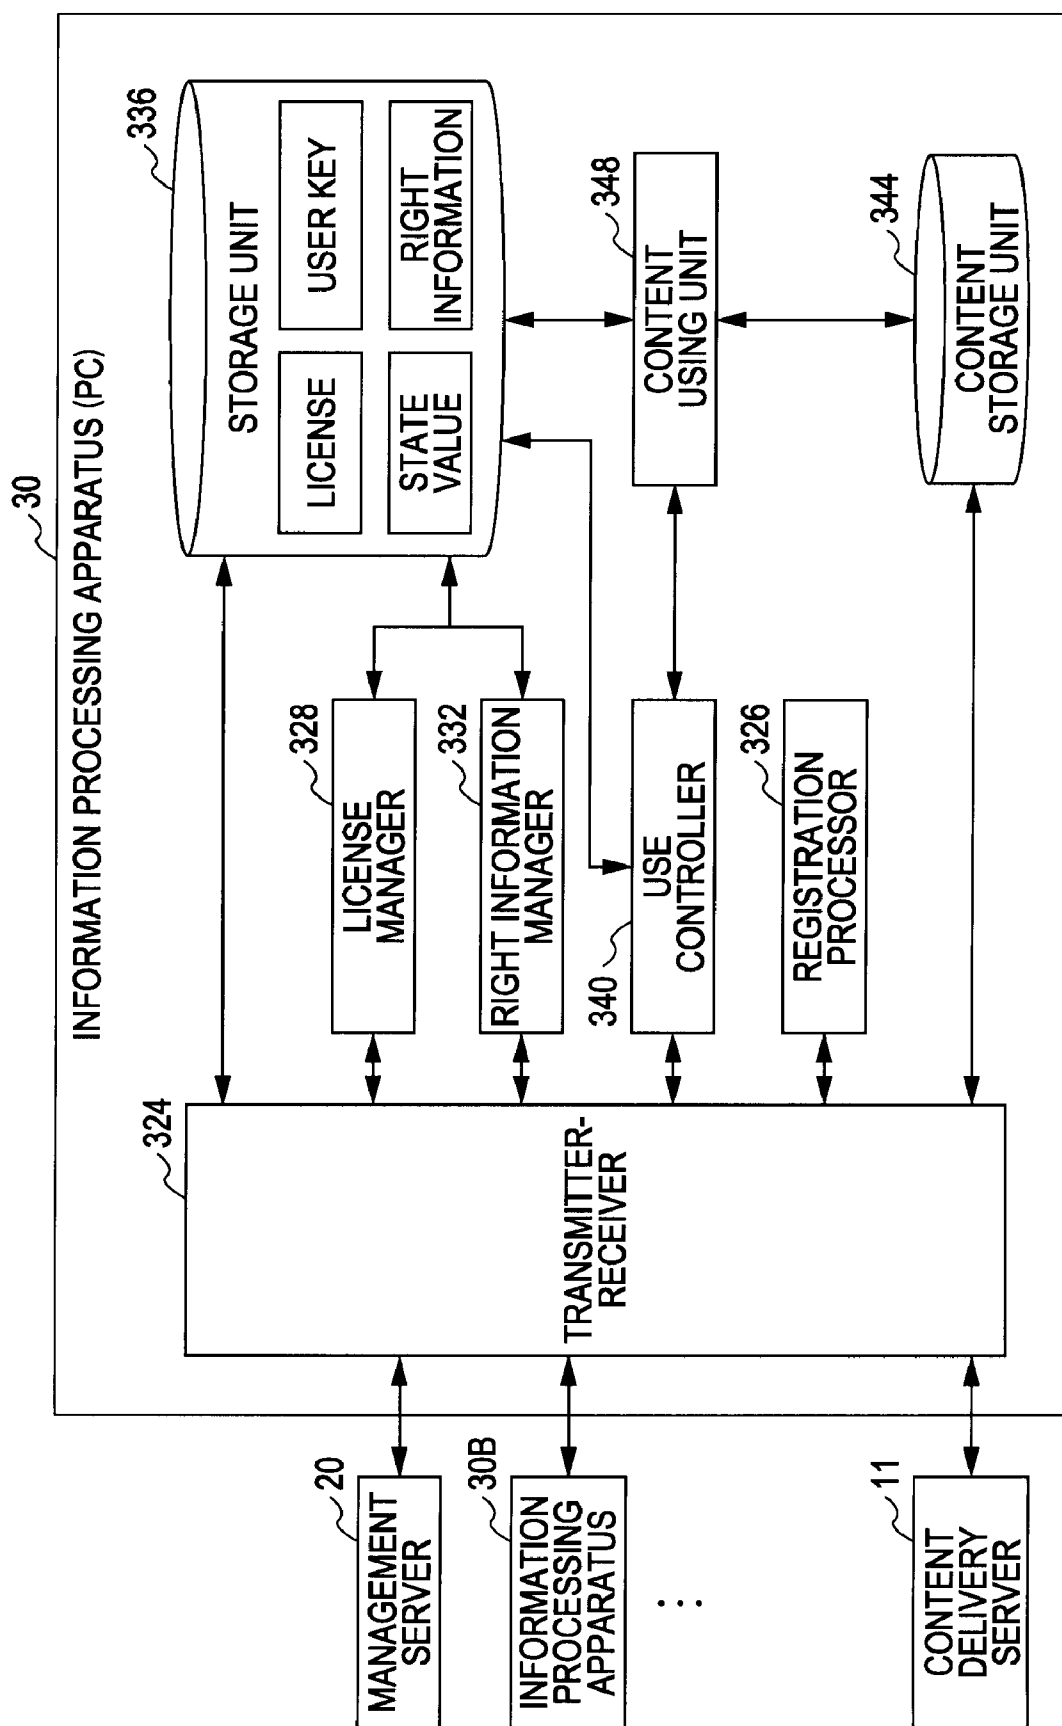 30
INFORMATION PROCESSING APPARATUS (PC)
20
MANAGEMENT
SERVER
30B
INFORMATION
PROCESSING
APPARATUS
...
11
CONTENT
DELIVERY
SERVER
324
TRANSMITTER-
RECEIVER
328
LICENSE
MANAGER
332
RIGHT INFORMATION
MANAGER
340
USE
CONTROLLER
326
REGISTRATION
PROCESSOR
336
STORAGE UNIT
LICENSE
USER KEY
STATE
VALUE
RIGHT
INFORMATION
348
CONTENT
USING UNIT
344
CONTENT
STORAGE UNIT